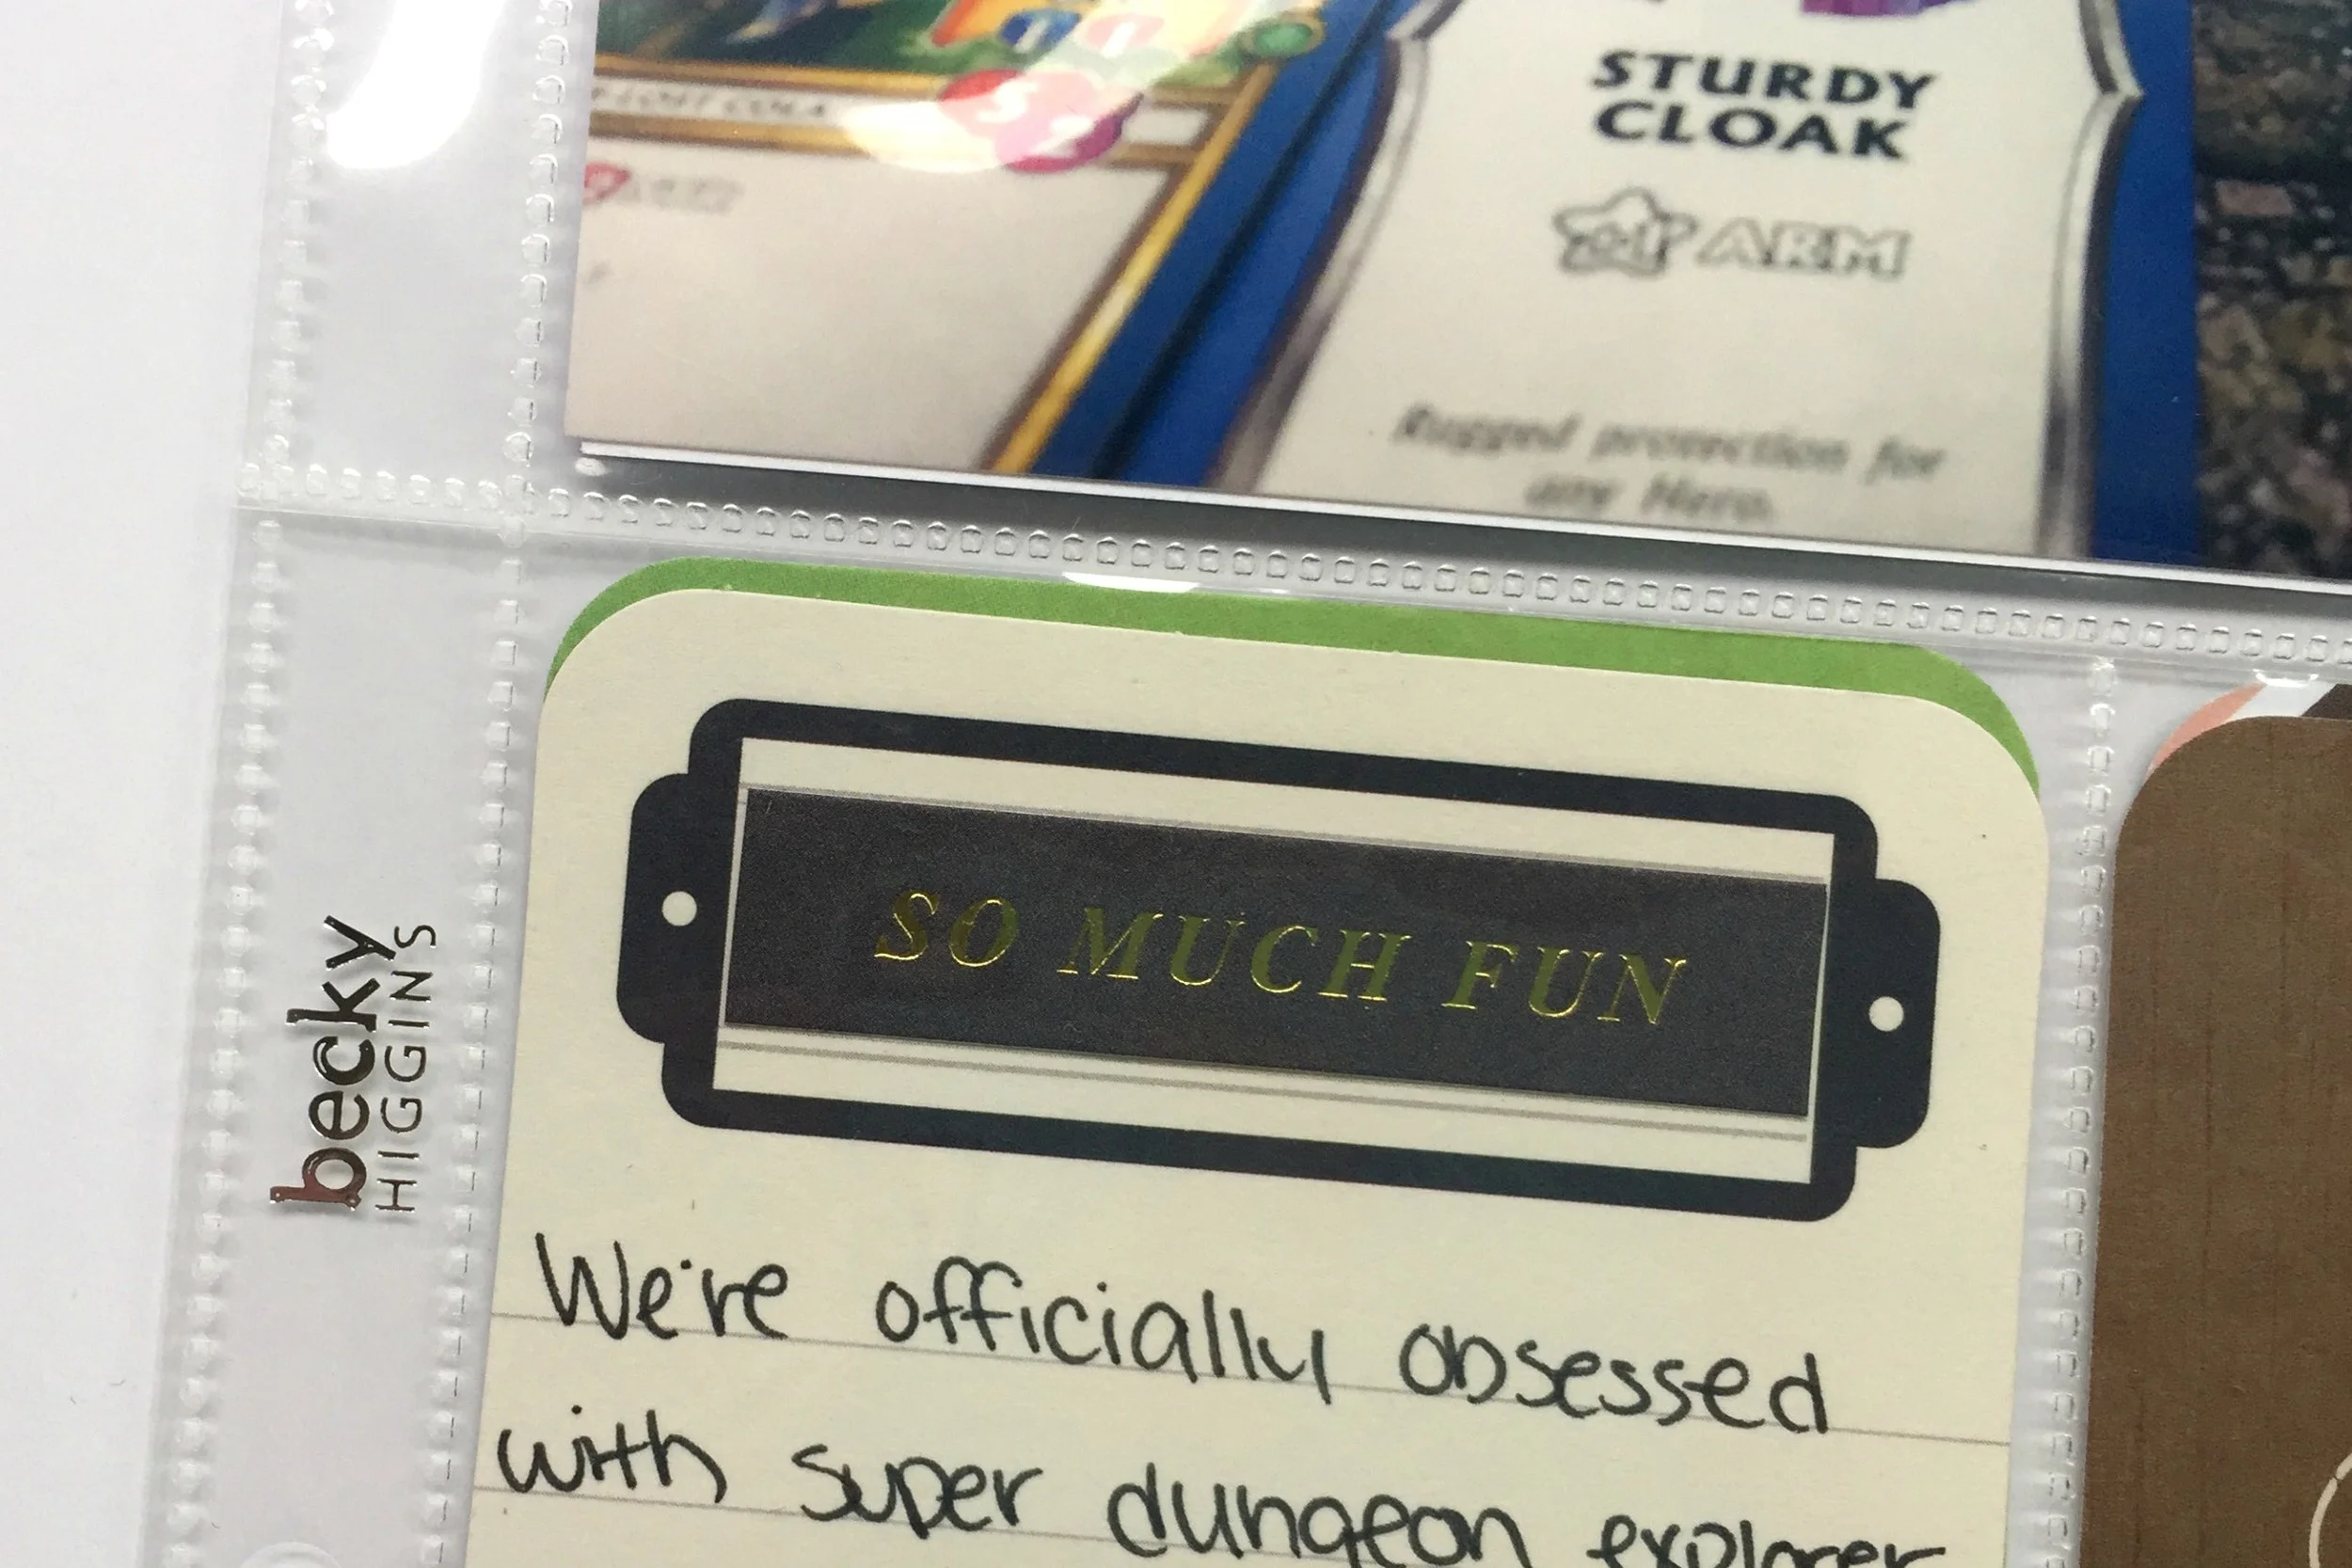 STURDY
CLOAK
ARM
Rugged protection for
any Hero.
becky
HIGGINS
SO MUCH FUN
We're officially obsessed
with super dungeon explorer